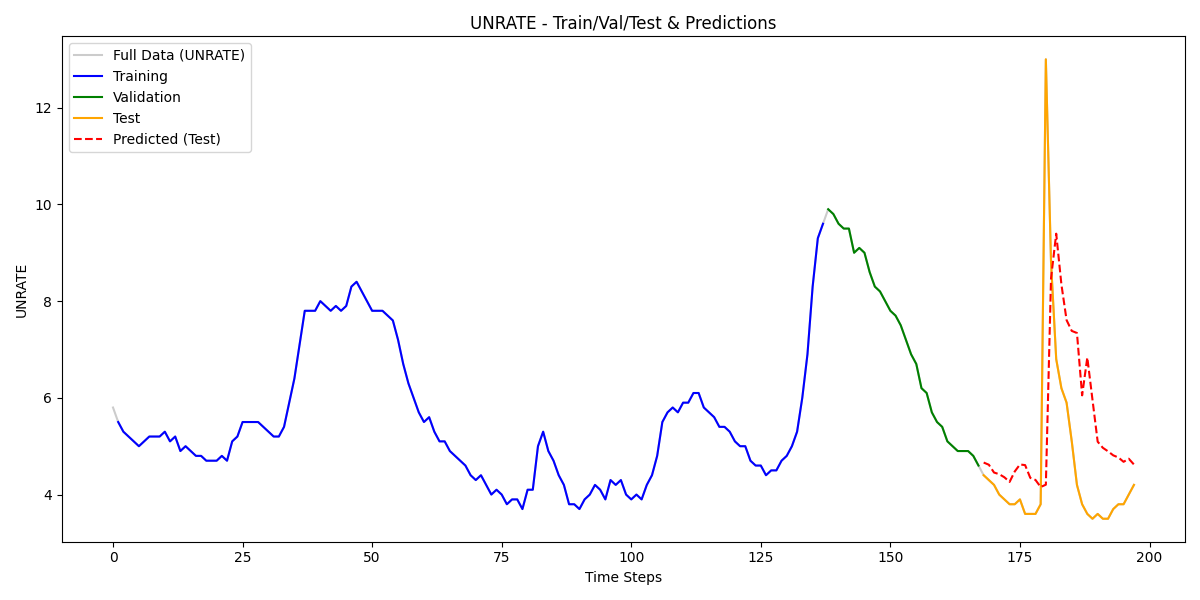 UNRATE - Train/Val/Test & Predictions
Full Data (UNRATE)
Training
Validation
Test
Predicted (Test)
UNRATE
12
10
8
6
4
0 25 50 75 100 125 150 175 200
Time Steps